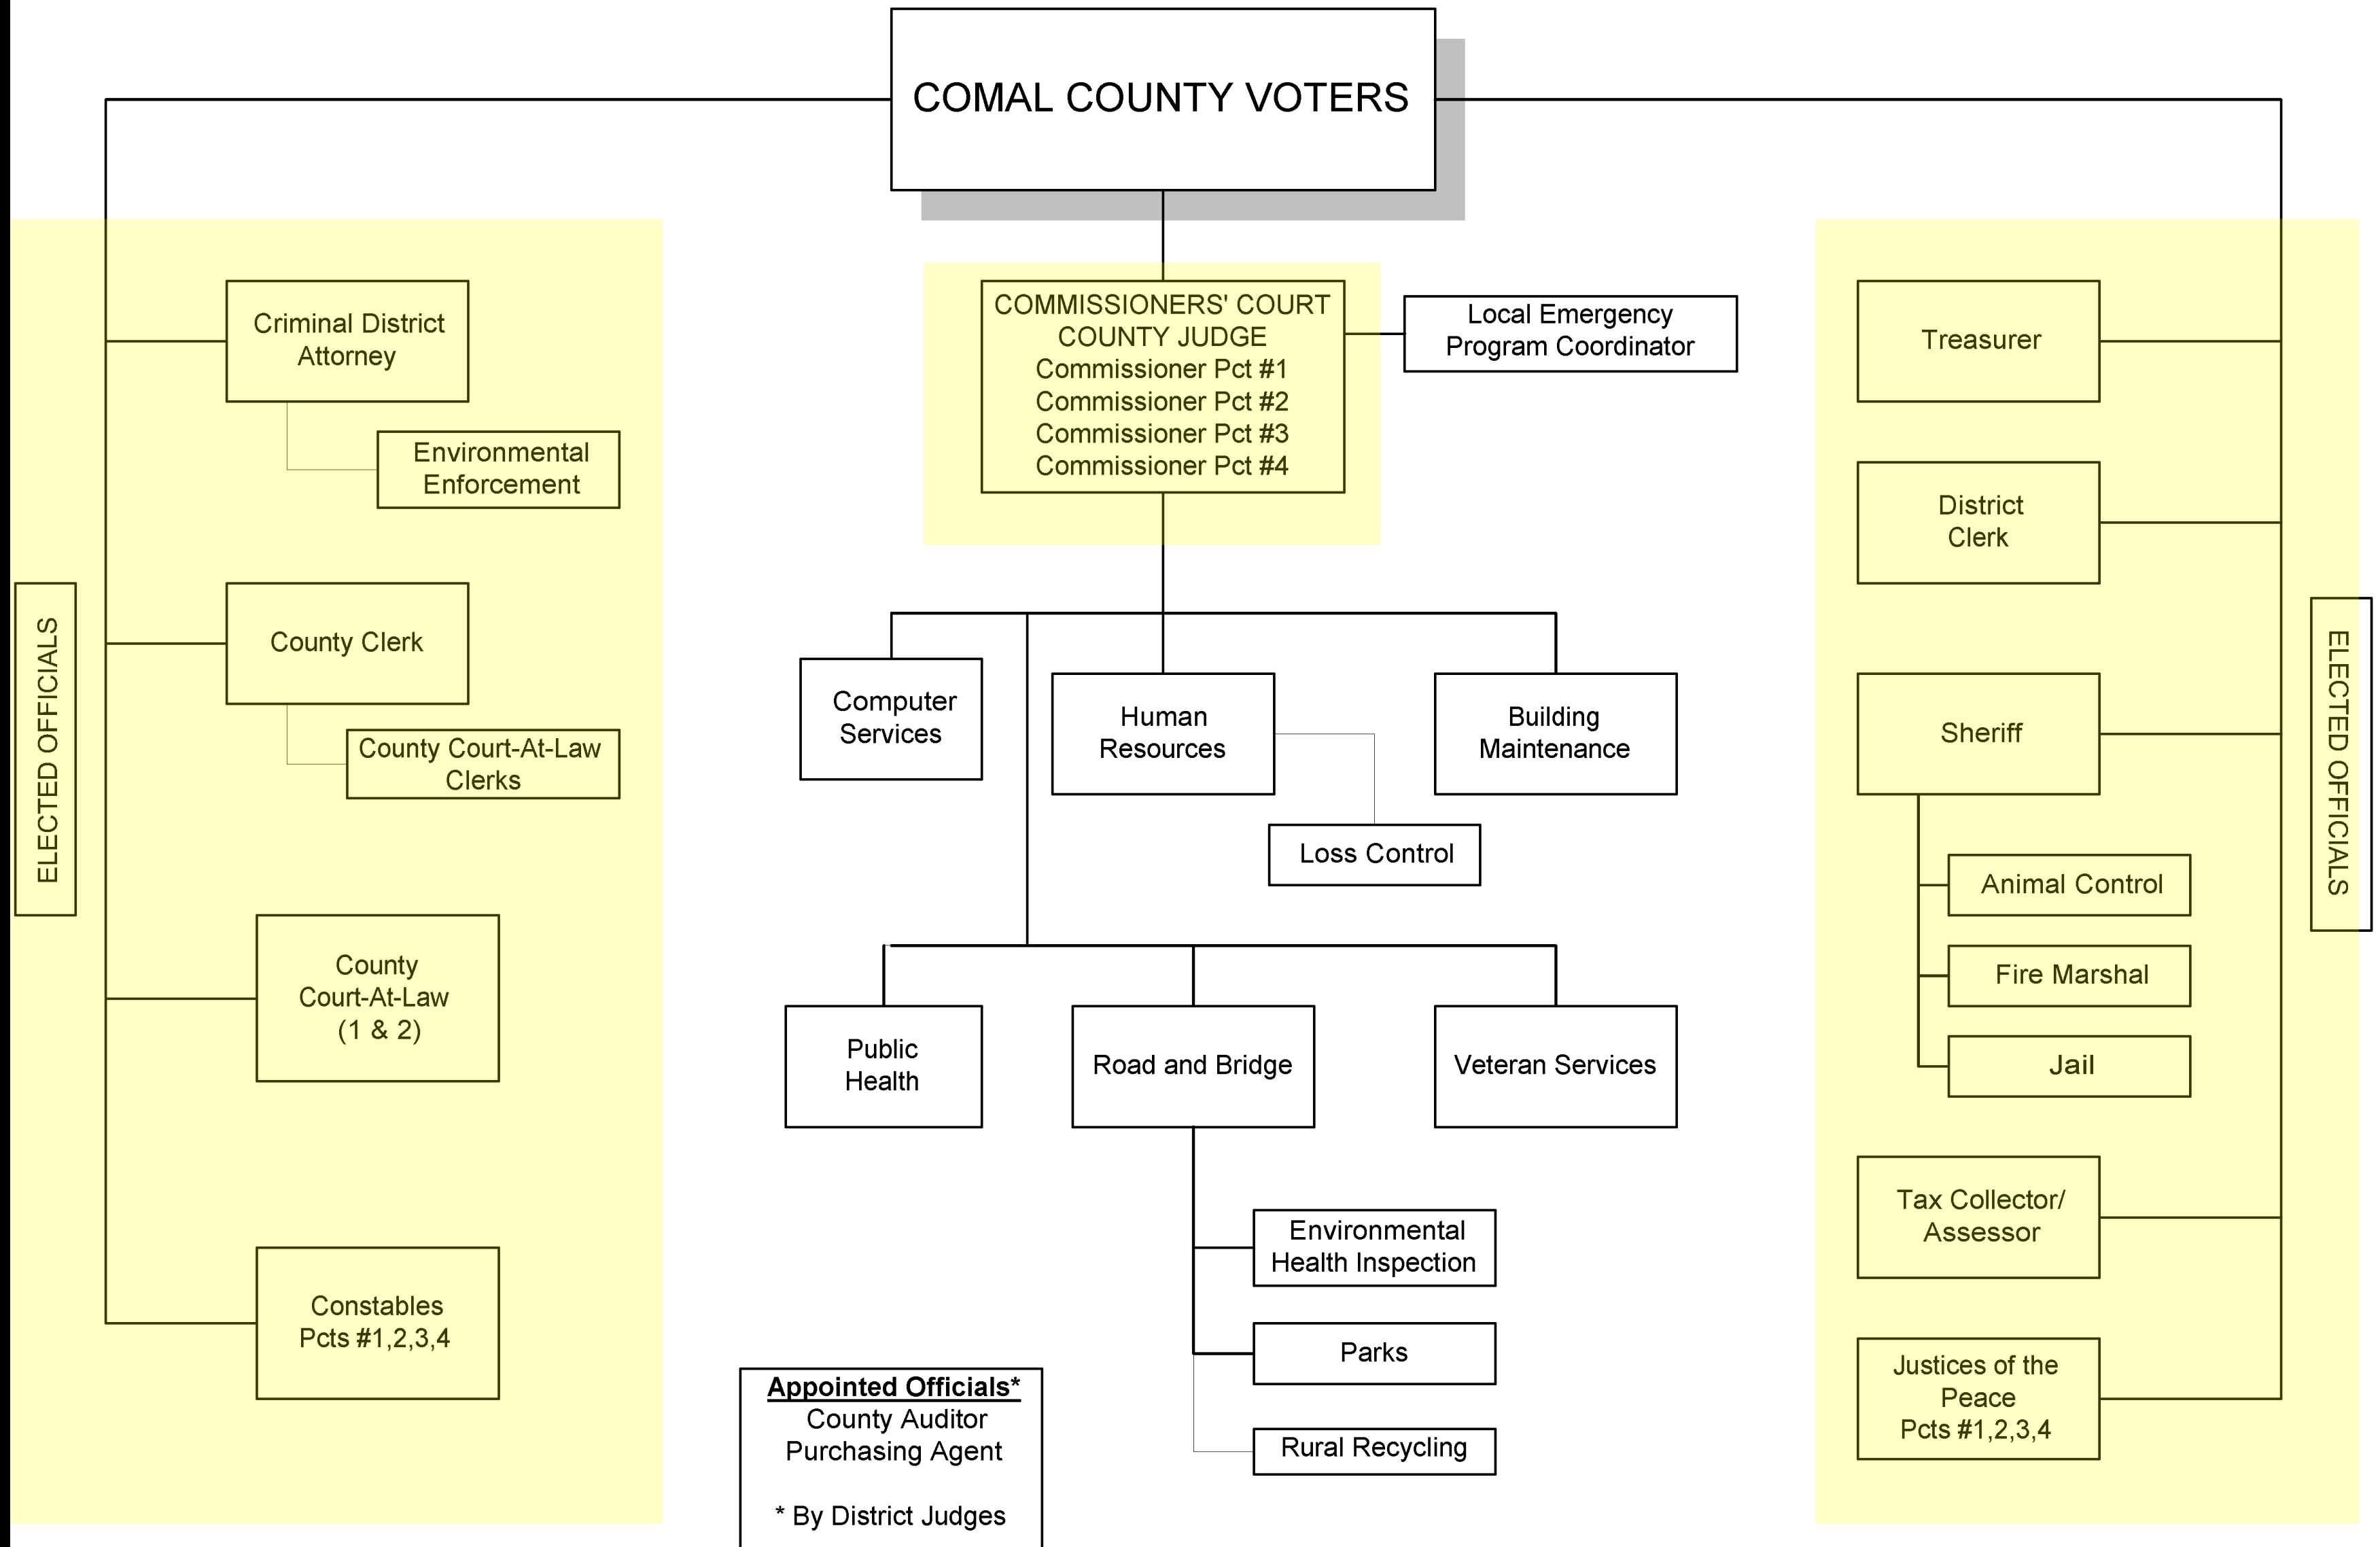 COMAL COUNTY VOTERS
ELECTED OFFICIALS
Criminal District
Attorney
Environmental
Enforcement
County Clerk
County Court-At-Law
Clerks
County
Court-At-Law
(1 & 2)
Constables
Pcts #1,2,3,4
COMMISSIONERS' COURT
COUNTY JUDGE
Commissioner Pct #1
Commissioner Pct #2
Commissioner Pct #3
Commissioner Pct #4
Local Emergency
Program Coordinator
Computer
Services
Human
Resources
Building
Maintenance
Loss Control
Public
Health
Road and Bridge
Veteran Services
Environmental
Health Inspection
Parks
Rural Recycling
Appointed Officials*
County Auditor
Purchasing Agent
* By District Judges
Treasurer
District
Clerk
Sheriff
Animal Control
Fire Marshal
Jail
Tax Collector/
Assessor
Justices of the
Peace
Pcts #1,2,3,4
ELECTED OFFICIALS